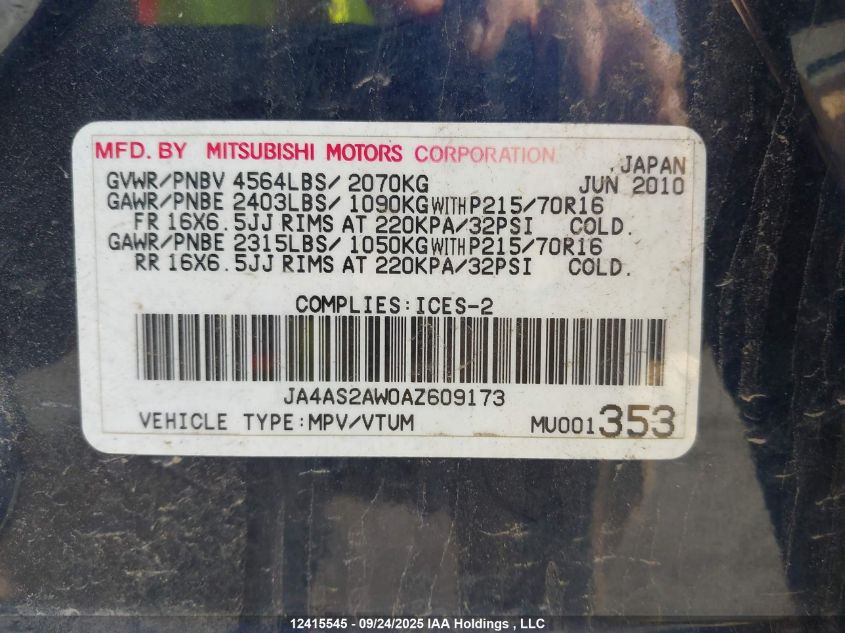 MFD. BY MITSUBISHI MOTORS CORPORATION, JAPAN
GVWR/PNBV 4564LBS/ 2070KG JUN 2010
GAWR/PNBE 2403LBS/ 1090KG WITH P215/70R16
FR 16X6.5JJ RIMS AT 220KPA/32PSI COLD.
GAWR/PNBE 2315LBS/ 1050KG WITH P215/70R16
RR 16X6.5JJ RIMS AT 220KPA/32PSI COLD.
COMPLIES:ICES-2
JA4AS2AW0AZ609173
VEHICLE TYPE:MPV/VTUM MU001353
12415545 - 09/24/2025 IAA Holdings , LLC